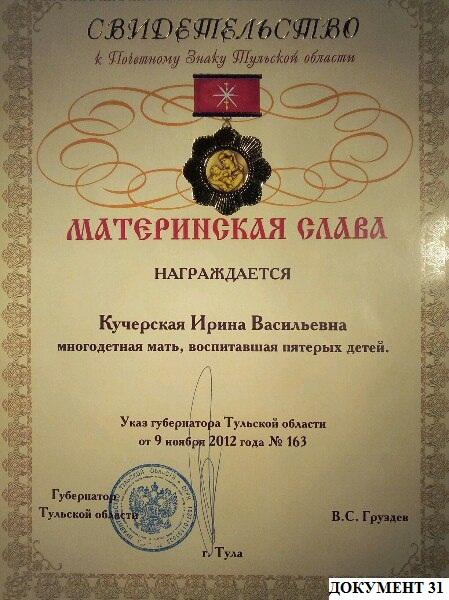 СВИДЕТЕЛЬСТВО
к Почетному Знаку Тульской области
МАТЕРИНСКАЯ СЛАВА
НАГРАЖДАЕТСЯ
Кучерская Ирина Васильевна
многодетная мать, воспитавшая пятерых детей.
Указ губернатора Тульской области
от 9 ноября 2012 года № 163
Губернатор
Тульской области
В.С. Груздев
г. Тула
ДОКУМЕНТ 31